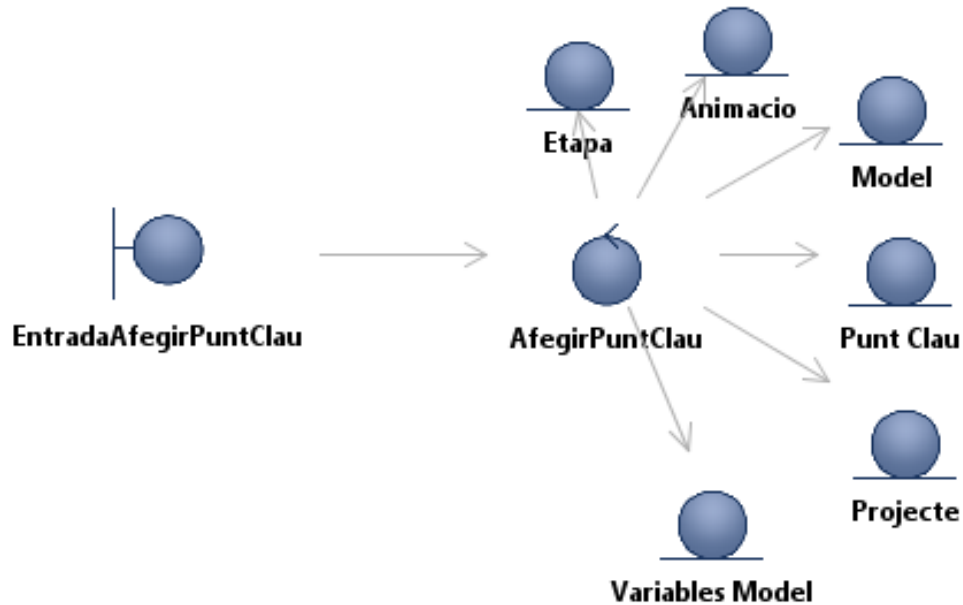 Animacio
Etapa
Model
EntradaAfegirPuntClau
AfegirPuntClau
Punt Clau
Projecte
Variables Model